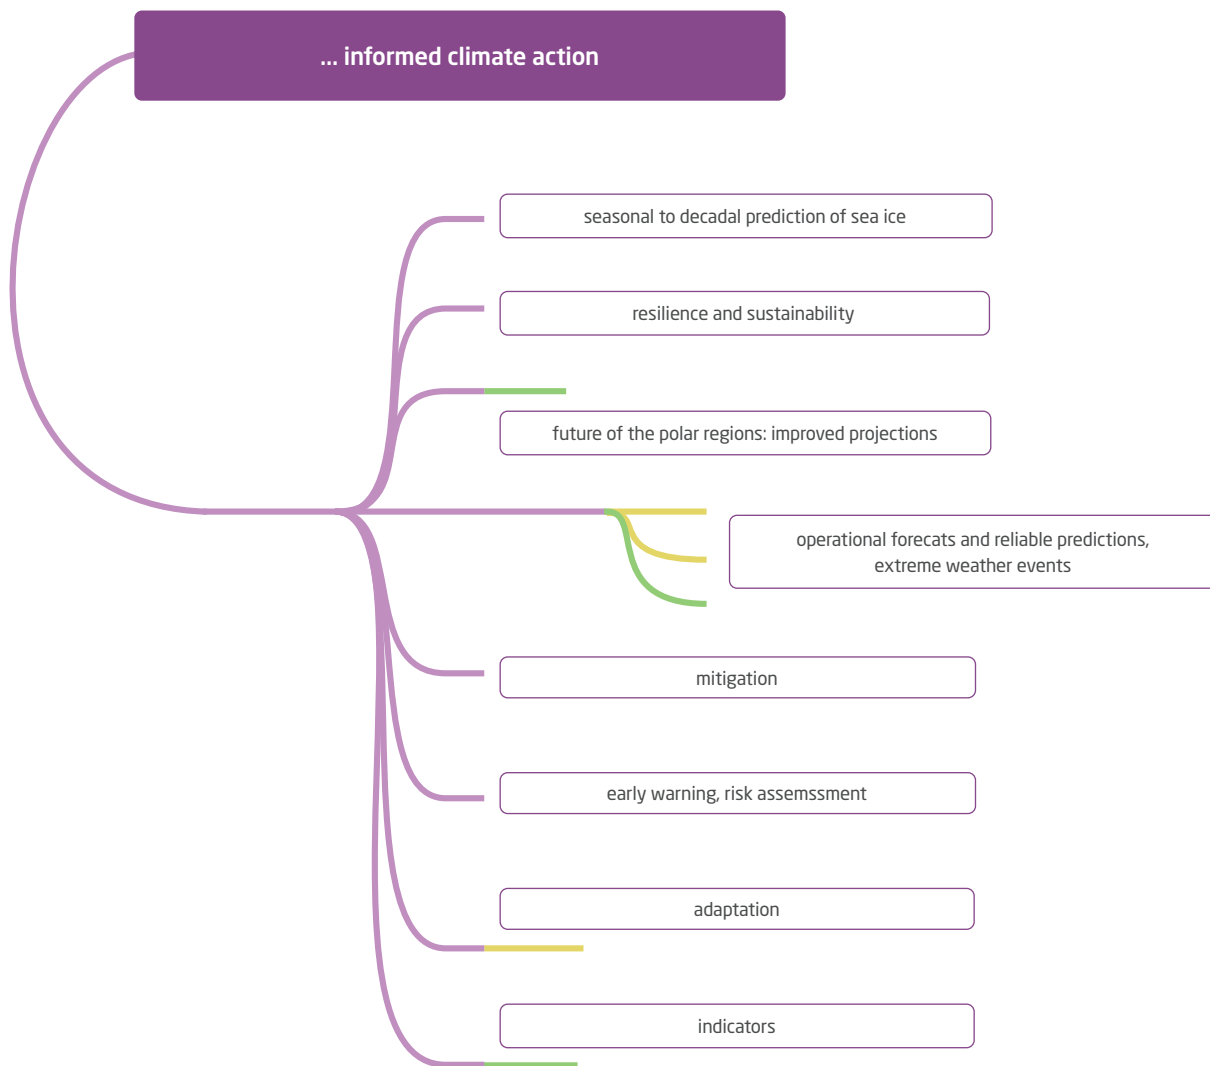 ... informed climate action
seasonal to decadal prediction of sea ice
resilience and sustainability
future of the polar regions: improved projections
operational forecats and reliable predictions,
extreme weather events
mitigation
early warning, risk assemssment
adaptation
indicators